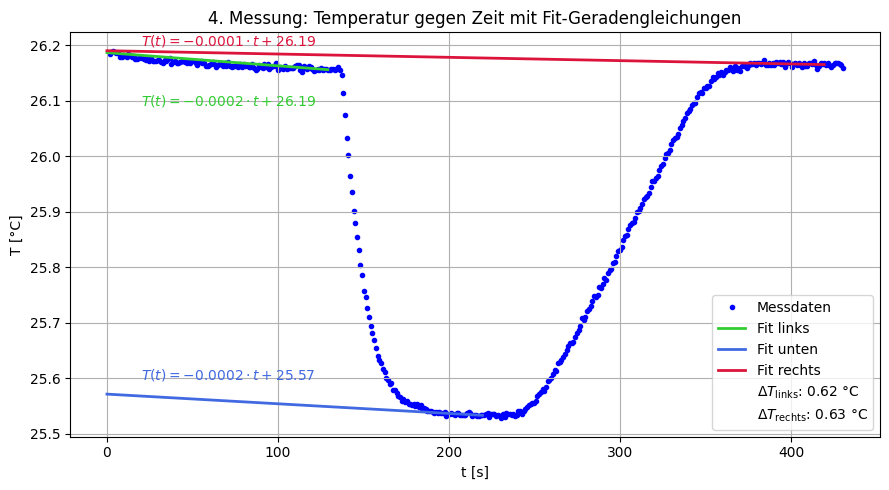 4. Messung: Temperatur gegen Zeit mit Fit-Geradengleichungen
T(t) = −0.0001 · t + 26.19
T(t) = −0.0002 · t + 26.19
T(t) = −0.0002 · t + 25.57
T [°C]
26.2
26.1
26.0
25.9
25.8
25.7
25.6
25.5
Messdaten
Fit links
Fit unten
Fit rechts
ΔT_links: 0.62 °C
ΔT_rechts: 0.63 °C
0 100 200 300 400
t [s]